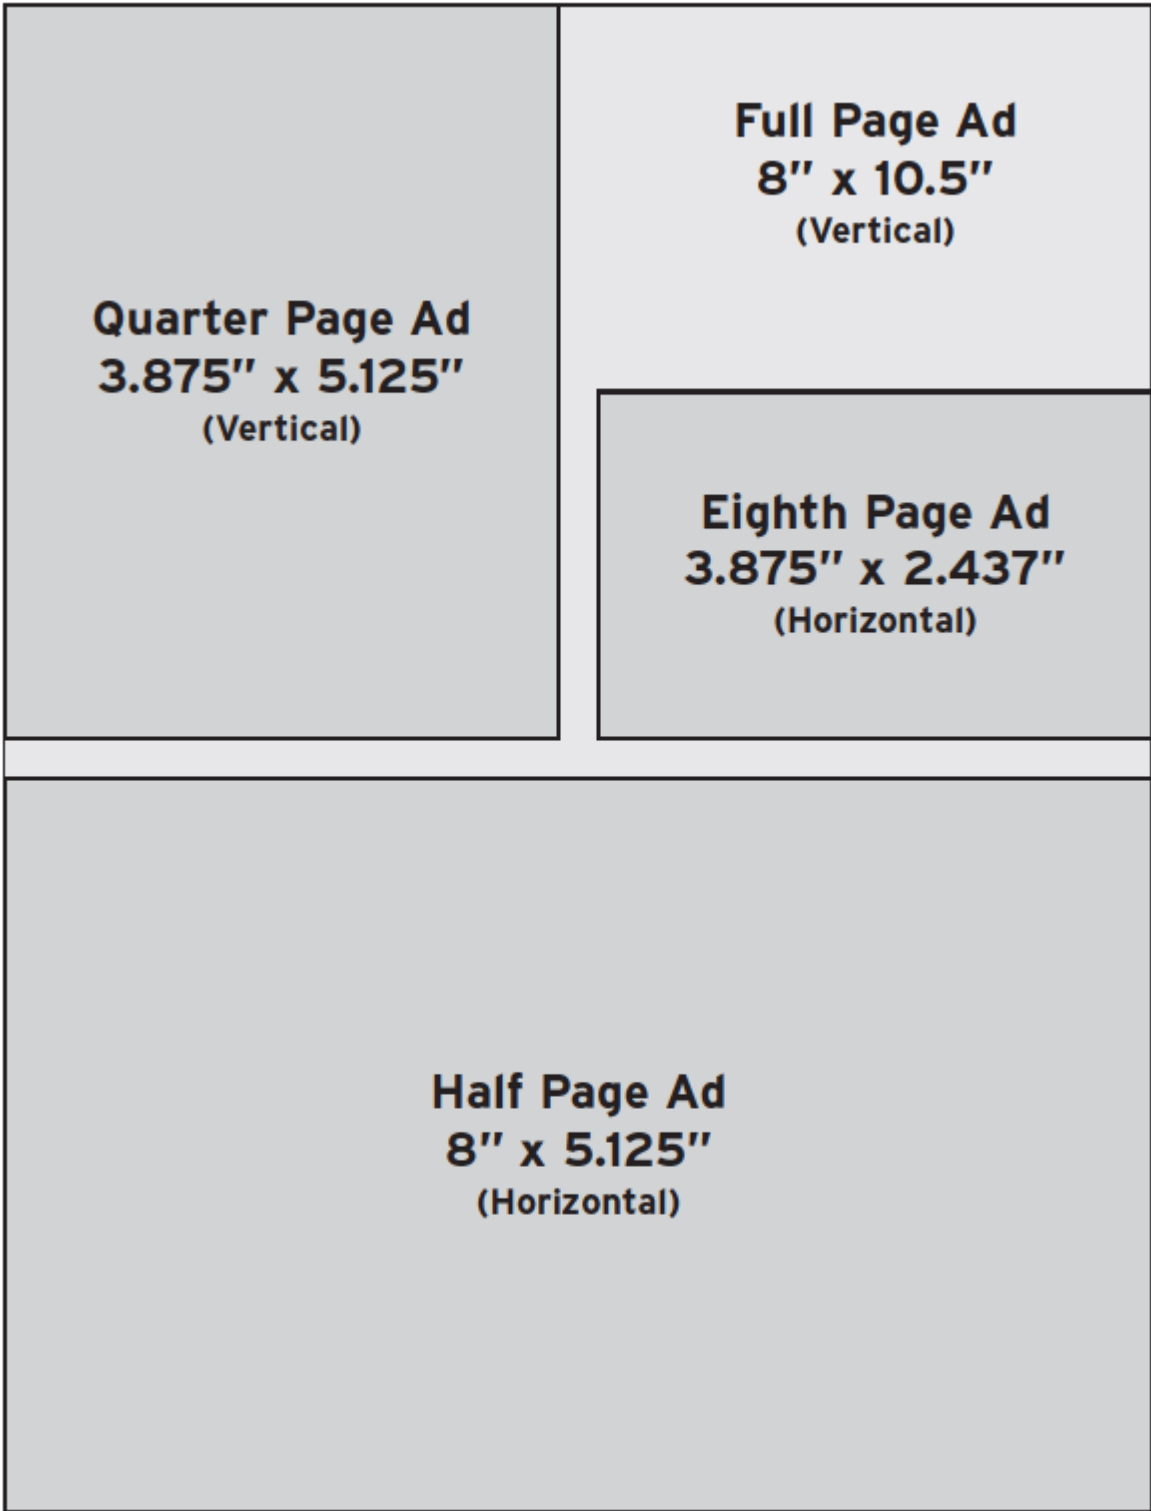 Full Page Ad
8″ x 10.5″
(Vertical)
Quarter Page Ad
3.875″ x 5.125″
(Vertical)
Eighth Page Ad
3.875″ x 2.437″
(Horizontal)
Half Page Ad
8″ x 5.125″
(Horizontal)